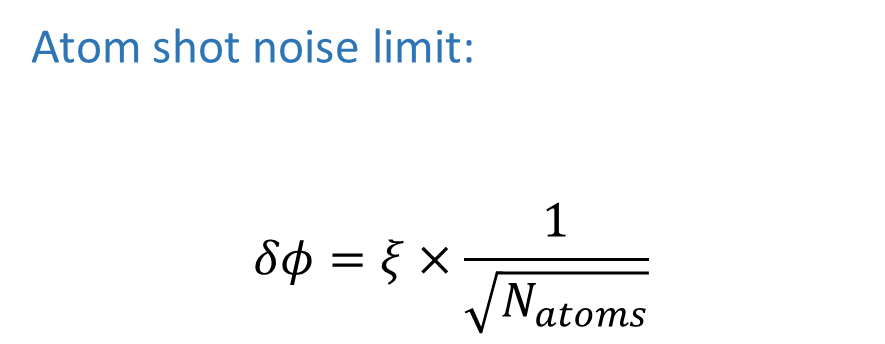 Atom shot noise limit:
δϕ = ξ × 1/√N_atoms